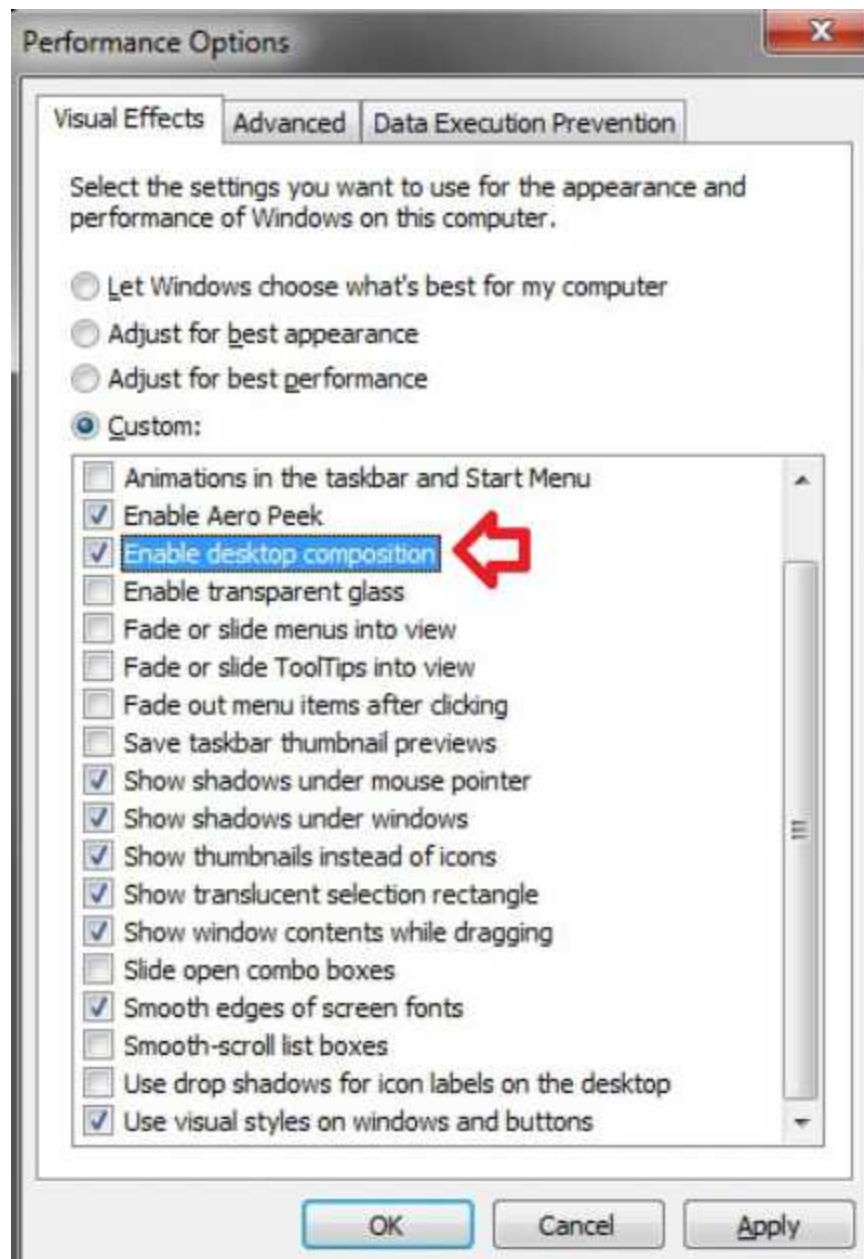 Performance Options
Visual Effects
Advanced
Data Execution Prevention
Select the settings you want to use for the appearance and
performance of Windows on this computer.
Let Windows choose what's best for my computer
Adjust for best appearance
Adjust for best performance
Custom:
Animations in the taskbar and Start Menu
Enable Aero Peek
Enable desktop composition
Enable transparent glass
Fade or slide menus into view
Fade or slide ToolTips into view
Fade out menu items after clicking
Save taskbar thumbnail previews
Show shadows under mouse pointer
Show shadows under windows
Show thumbnails instead of icons
Show translucent selection rectangle
Show window contents while dragging
Slide open combo boxes
Smooth edges of screen fonts
Smooth-scroll list boxes
Use drop shadows for icon labels on the desktop
Use visual styles on windows and buttons
OK
Cancel
Apply